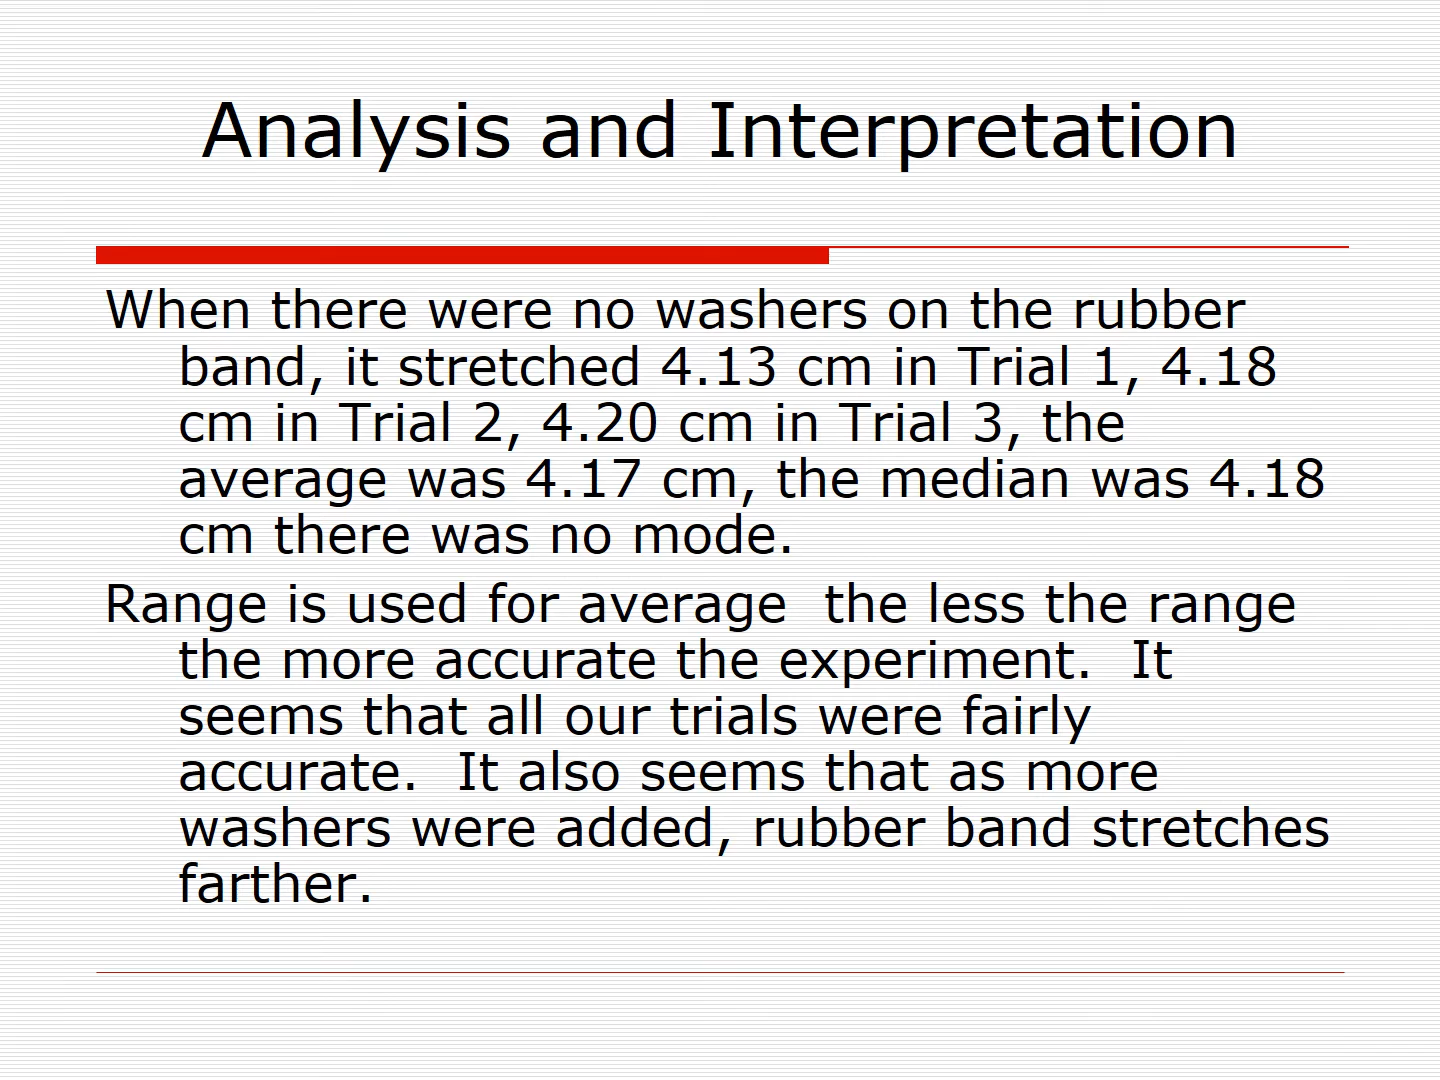 Analysis and Interpretation
When there were no washers on the rubber
band, it stretched 4.13 cm in Trial 1, 4.18
cm in Trial 2, 4.20 cm in Trial 3, the
average was 4.17 cm, the median was 4.18
cm there was no mode.
Range is used for average  the less the range
the more accurate the experiment.  It
seems that all our trials were fairly
accurate.  It also seems that as more
washers were added, rubber band stretches
farther.